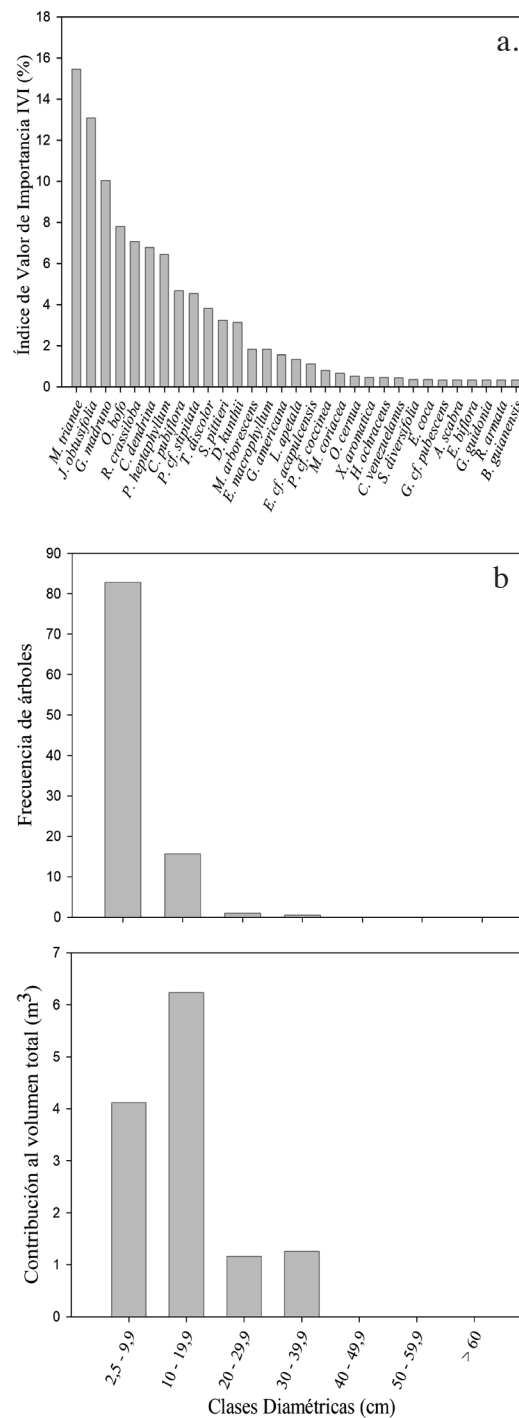 a.
Índice de Valor de Importancia IVI (%)
18
16
14
12
10
8
6
4
2
0
M. trianae
J. obtusifolia
G. madruno
O. bofo
R. crassiloba
C. dendrina
P. heptaphyllum
C. pubiflora
P. cf. stipitata
T. discolor
S. pittieri
D. kunthii
M. arborescens
E. macrophyllum
G. americana
L. apetala
E. cf. acapulcensis
P. cf. coccinea
M. coriacea
O. cernua
X. aromatica
H. ochraceus
C. venezuelanus
S. diversifolia
E. coca
G. cf. pubescens
A. scabra
E. biflora
G. guidonia
R. armata
B. guianensis
b
Frecuencia de árboles
90
80
70
60
50
40
30
20
10
0
Contribución al volumen total (m³)
7
6
5
4
3
2
1
0
2,5 - 9,9
10 - 19,9
20 - 29,9
30 - 39,9
40 - 49,9
50 - 59,9
> 60
Clases Diamétricas (cm)